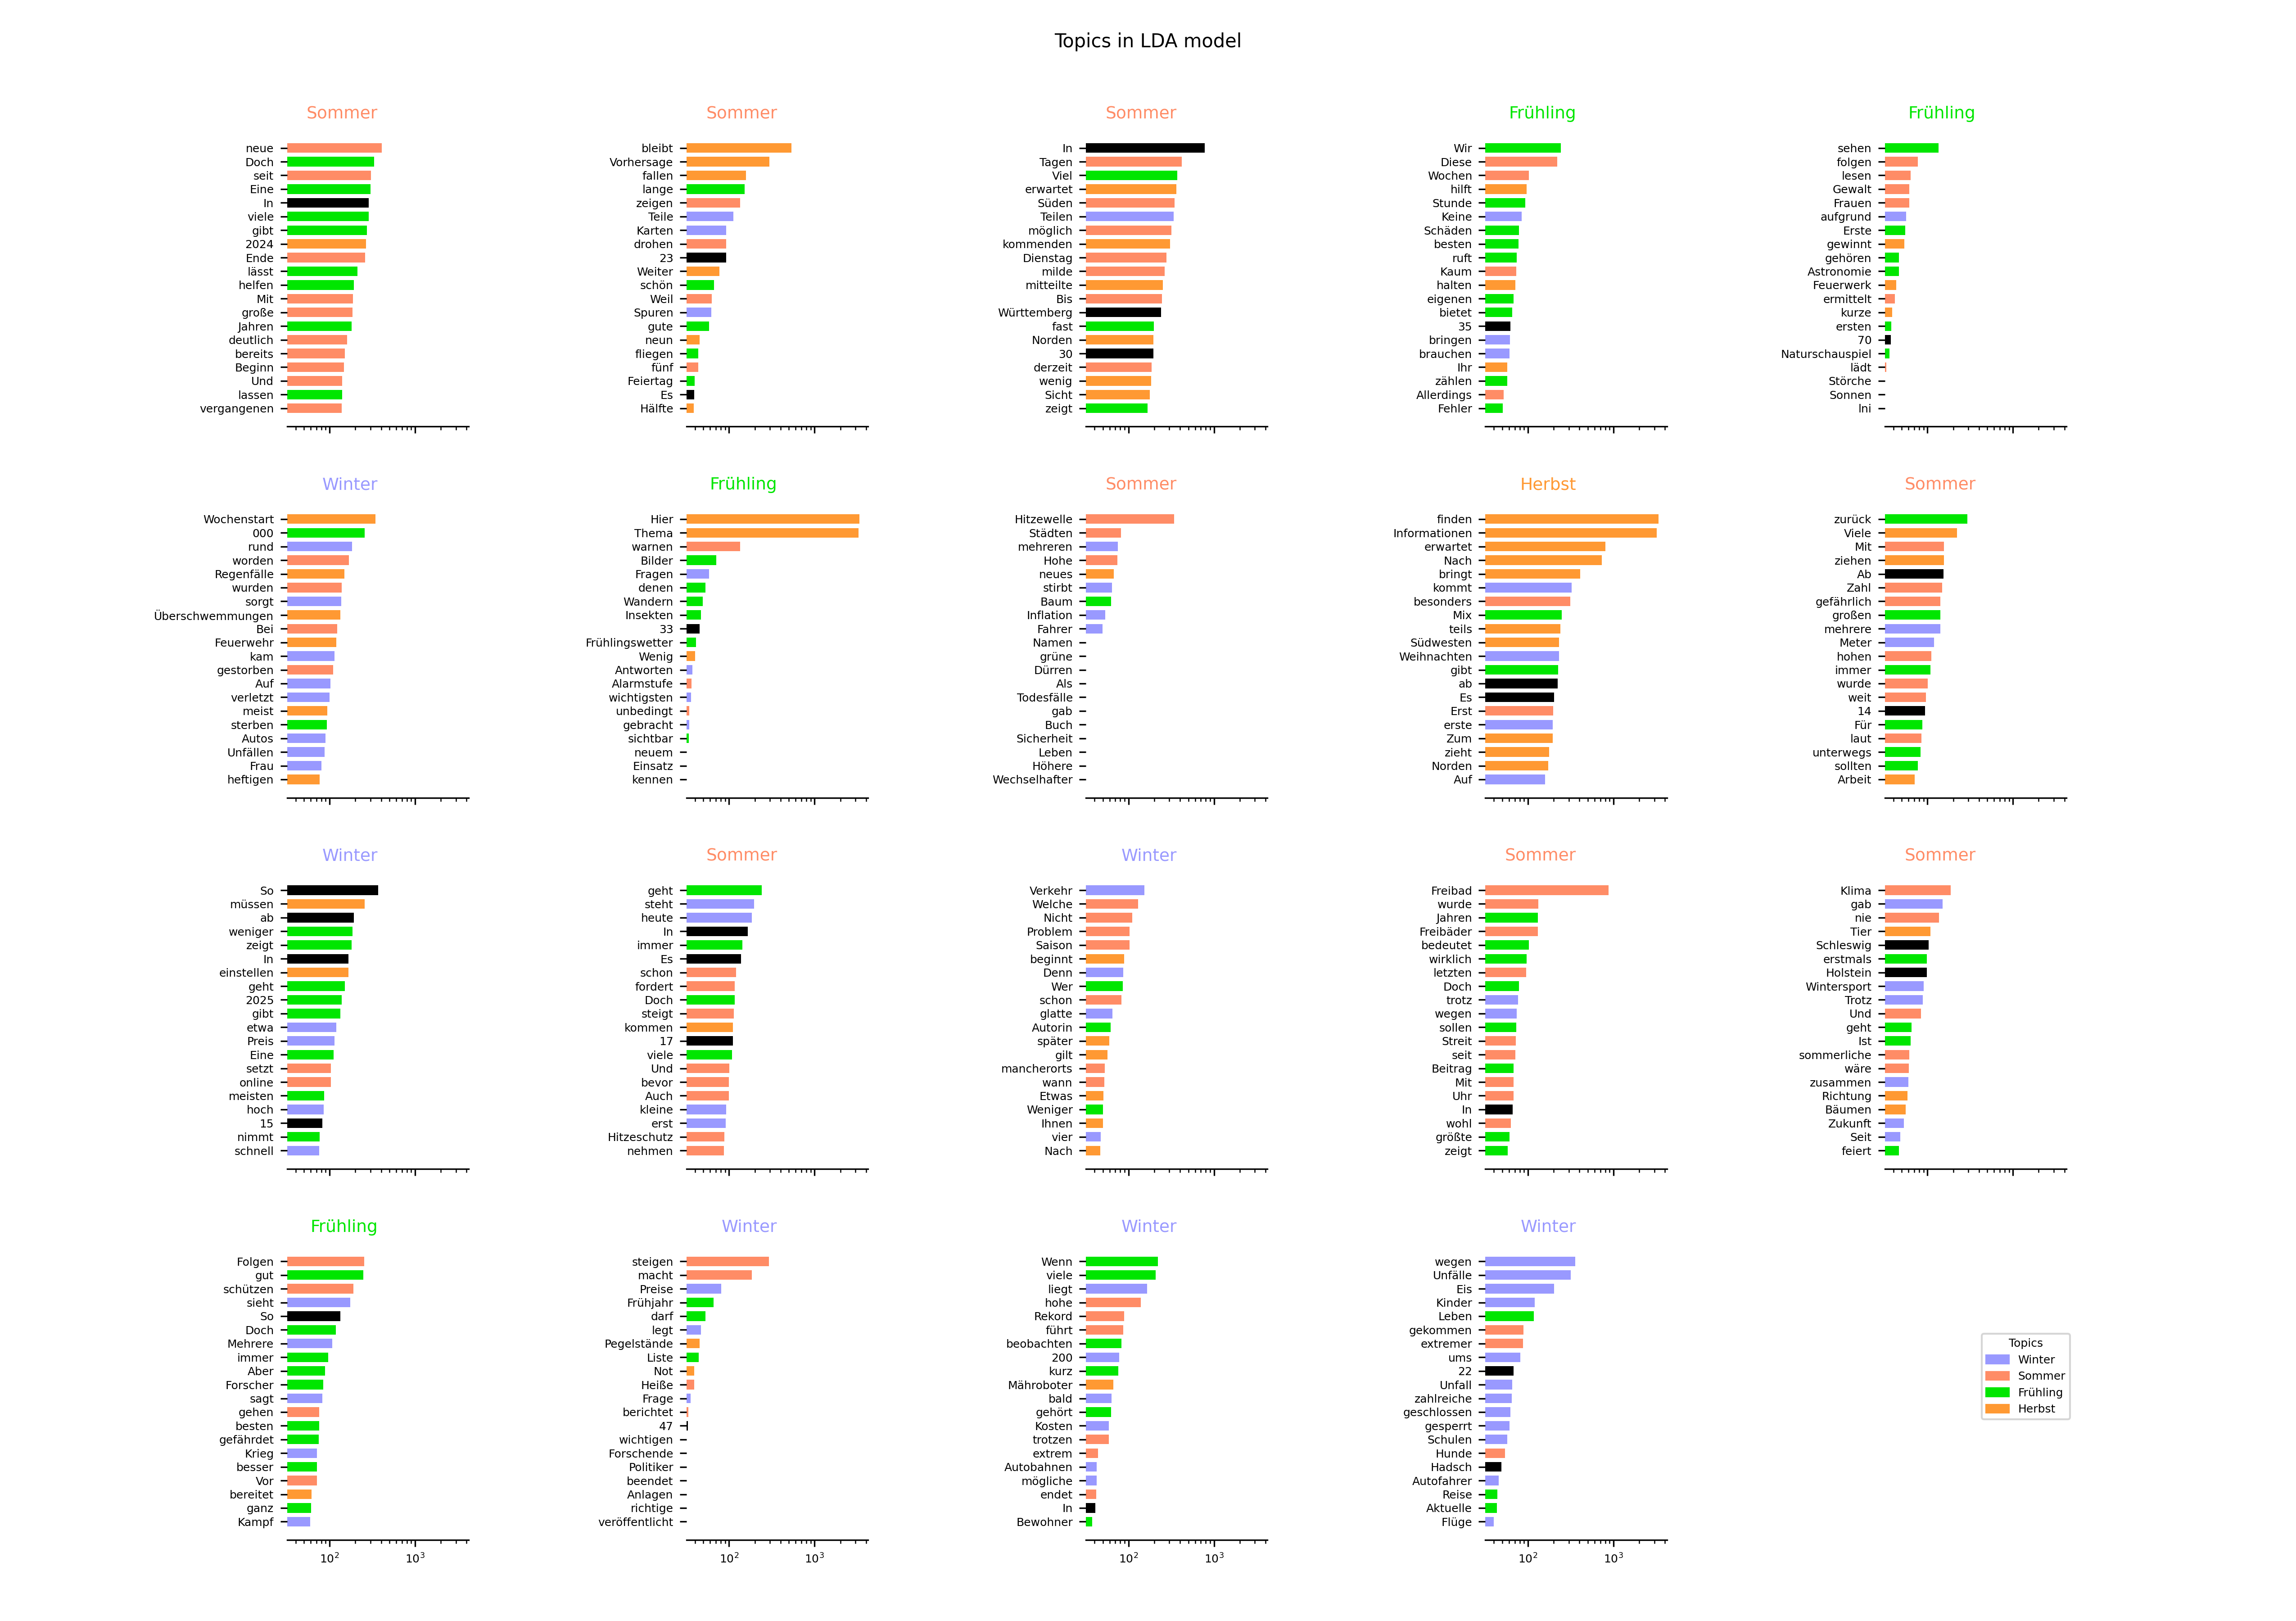 Topics in LDA model
Sommer
neue
Doch
seit
Eine
In
viele
gibt
2024
Ende
lässt
helfen
Mit
große
Jahren
deutlich
bereits
Beginn
Und
lassen
vergangenen
Sommer
bleibt
Vorhersage
fallen
lange
zeigen
Teile
Karten
drohen
23
Weiter
schön
Weil
Spuren
gute
neun
fliegen
fünf
Feiertag
Es
Hälfte
Sommer
In
Tagen
Viel
erwartet
Süden
Teilen
möglich
kommenden
Dienstag
milde
mitteilte
Bis
Württemberg
fast
Norden
30
derzeit
wenig
Sicht
zeigt
Frühling
Wir
Diese
Wochen
hilft
Stunde
Keine
Schäden
besten
ruft
Kaum
halten
eigenen
bietet
35
bringen
brauchen
Ihr
zählen
Allerdings
Fehler
Frühling
sehen
folgen
lesen
Gewalt
Frauen
aufgrund
Erste
gewinnt
gehören
Astronomie
Feuerwerk
ermittelt
kurze
ersten
70
Naturschauspiel
lädt
Störche
Sonnen
Ini
Winter
Wochenstart
000
rund
worden
Regenfälle
wurden
sorgt
Überschwemmungen
Bei
Feuerwehr
kam
gestorben
Auf
verletzt
meist
sterben
Autos
Unfällen
Frau
heftigen
Frühling
Hier
Thema
warnen
Bilder
Fragen
denen
Wandern
Insekten
33
Frühlingswetter
Wenig
Antworten
Alarmstufe
wichtigsten
unbedingt
gebracht
sichtbar
neuem
Einsatz
kennen
Sommer
Hitzewelle
Städten
mehreren
Hohe
neues
stirbt
Baum
Inflation
Fahrer
Namen
grüne
Dürren
Als
Todesfälle
gab
Buch
Sicherheit
Leben
Höhere
Wechselhafter
Herbst
finden
Informationen
erwartet
Nach
bringt
kommt
besonders
Mix
teils
Südwesten
Weihnachten
gibt
ab
Es
Erst
erste
Zum
zieht
Norden
Auf
Sommer
zurück
Viele
Mit
ziehen
Ab
Zahl
gefährlich
großen
mehrere
Meter
hohen
immer
wurde
weit
14
Für
laut
unterwegs
sollten
Arbeit
Winter
So
müssen
ab
weniger
zeigt
In
einstellen
geht
2025
gibt
etwa
Preis
Eine
setzt
online
meisten
hoch
15
nimmt
schnell
Sommer
geht
steht
heute
In
immer
Es
schon
fordert
Doch
steigt
kommen
17
viele
Und
bevor
Auch
kleine
erst
Hitzeschutz
nehmen
Winter
Verkehr
Welche
Nicht
Problem
Saison
beginnt
Denn
Wer
schon
glatte
Autorin
später
gilt
mancherorts
wann
Etwas
Weniger
Ihnen
vier
Nach
Sommer
Freibad
wurde
Jahren
Freibäder
bedeutet
wirklich
letzten
Doch
trotz
wegen
sollen
Streit
seit
Beitrag
Mit
Uhr
In
wohl
größte
zeigt
Sommer
Klima
gab
nie
Tier
Schleswig
erstmals
Holstein
Wintersport
Trotz
Und
geht
Ist
sommerliche
wäre
zusammen
Richtung
Bäumen
Zukunft
Seit
feiert
Frühling
Folgen
gut
schützen
sieht
So
Doch
Mehrere
immer
Aber
Forscher
sagt
gehen
besten
gefährdet
Krieg
besser
Vor
bereitet
ganz
Kampf
10² 10³
Winter
steigen
macht
Preise
Frühjahr
darf
legt
Pegelstände
Liste
Not
Heiße
Frage
berichtet
47
wichtigen
Forschende
Politiker
beendet
Anlagen
richtige
veröffentlicht
10² 10³
Winter
Wenn
viele
liegt
hohe
Rekord
führt
beobachten
200
kurz
Mähroboter
bald
gehört
Kosten
trotzen
extrem
Autobahnen
mögliche
endet
In
Bewohner
10² 10³
Winter
wegen
Unfälle
Eis
Kinder
Leben
gekommen
extremer
ums
22
Unfall
zahlreiche
geschlossen
gesperrt
Schulen
Hunde
Hadsch
Autofahrer
Reise
Aktuelle
Flüge
10² 10³
Topics
Winter
Sommer
Frühling
Herbst